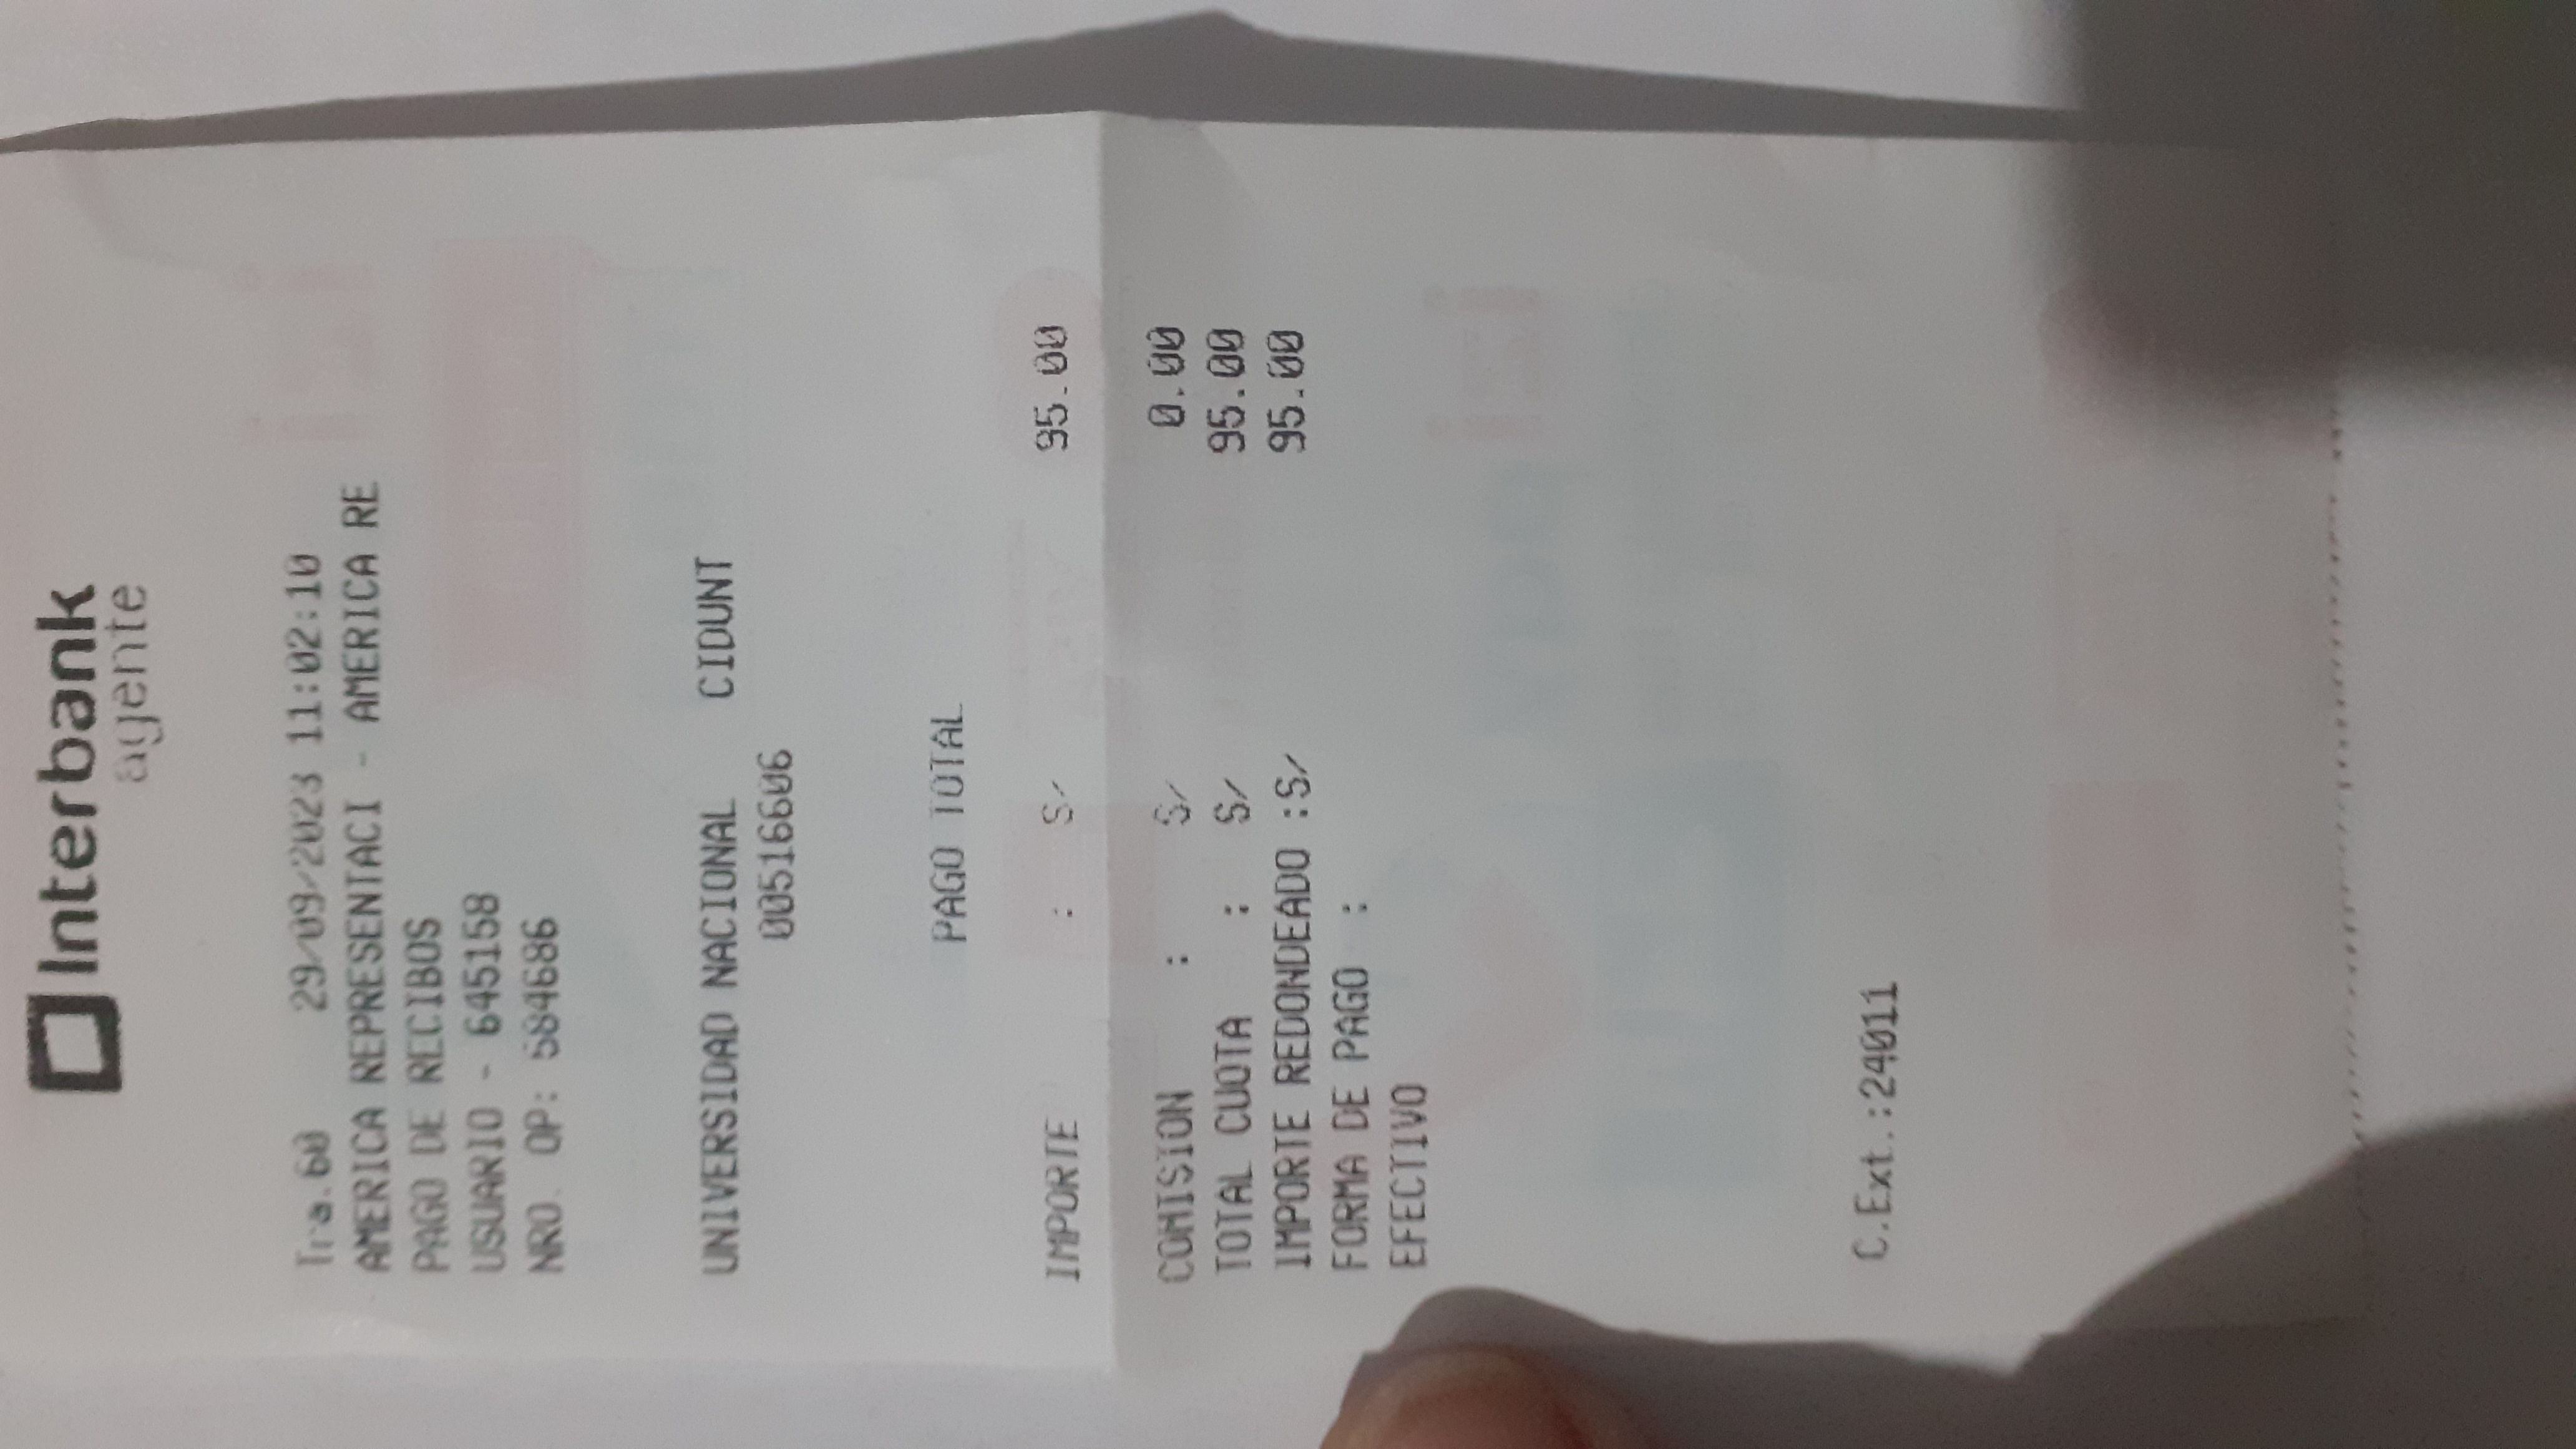 Interbank
agente
Tra.60 29/09/2023 11:02:10
AMERICA REPRESENTACI - AMERICA RE
PAGO DE RECIBOS
USUARIO - 645158
NRO. OP: 584686
UNIVERSIDAD NACIONAL CIDUNT
00516606
PAGO TOTAL
IMPORTE : S/ 95.00
COMISION : S/ 0.00
TOTAL CUOTA : S/ 95.00
IMPORTE REDONDEADO :S/ 95.00
FORMA DE PAGO :
EFECTIVO
C.Ext.:24011